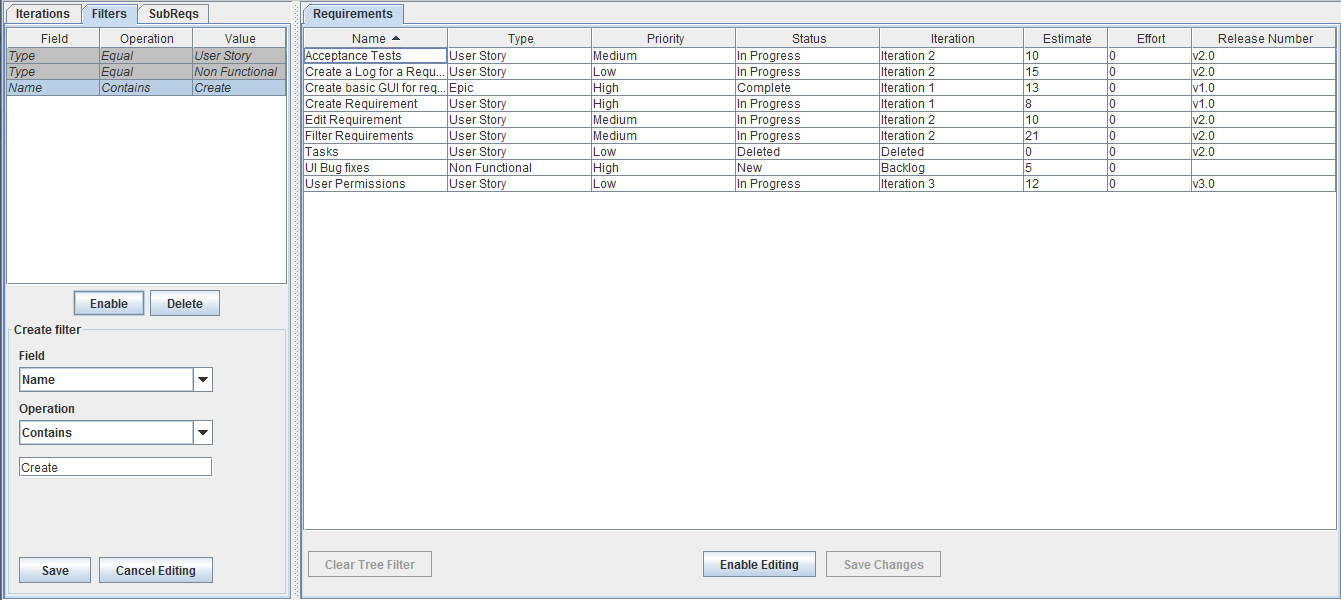 Iterations Filters SubReqs
Field Operation Value
Type Equal User Story
Type Equal Non Functional
Name Contains Create
Enable Delete
Create filter
Field
Name
Operation
Contains
Create
Save Cancel Editing
Requirements
Name Type Priority Status Iteration Estimate Effort Release Number
Acceptance Tests User Story Medium In Progress Iteration 2 10 0 v2.0
Create a Log for a Requ... User Story Low In Progress Iteration 2 15 0 v2.0
Create basic GUI for req... Epic High Complete Iteration 1 13 0 v1.0
Create Requirement User Story High In Progress Iteration 1 8 0 v1.0
Edit Requirement User Story Medium In Progress Iteration 2 10 0 v2.0
Filter Requirements User Story Medium In Progress Iteration 2 21 0 v2.0
Tasks User Story Low Deleted Deleted 0 0 v2.0
UI Bug fixes Non Functional High New Backlog 5 0
User Permissions User Story Low In Progress Iteration 3 12 0 v3.0
Clear Tree Filter Enable Editing Save Changes